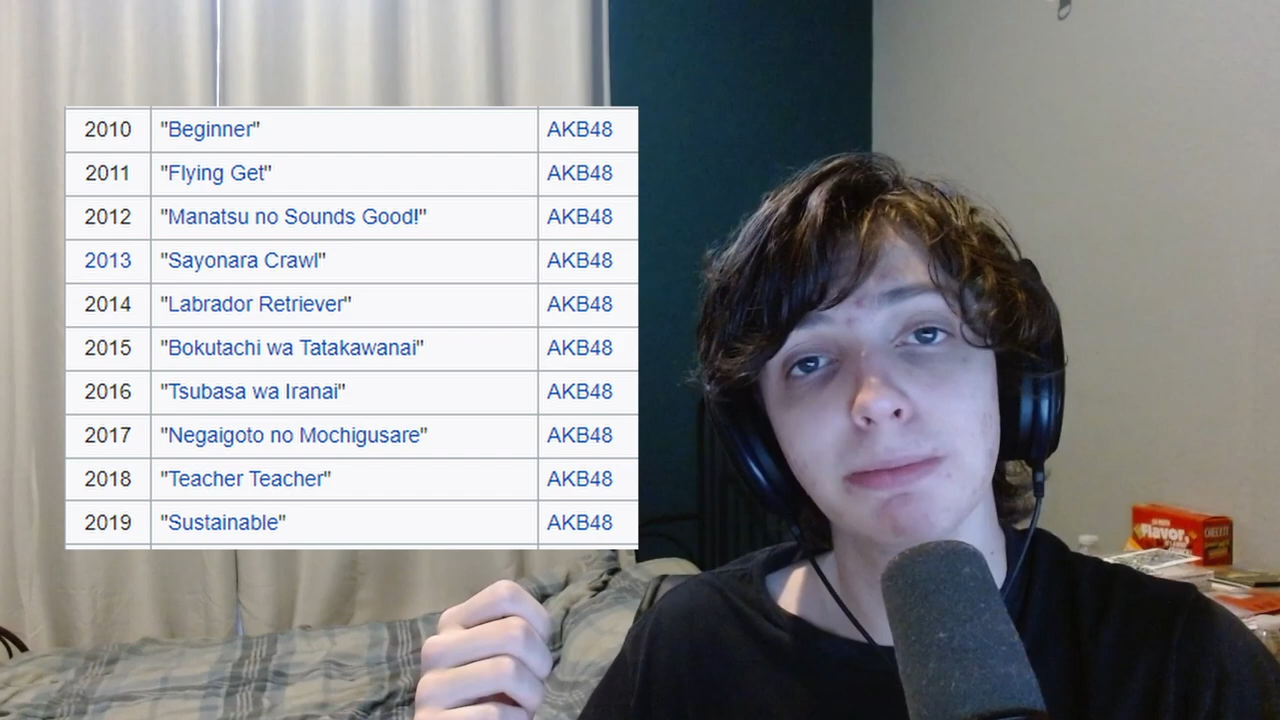 2010 "Beginner" AKB48
2011 "Flying Get" AKB48
2012 "Manatsu no Sounds Good!" AKB48
2013 "Sayonara Crawl" AKB48
2014 "Labrador Retriever" AKB48
2015 "Bokutachi wa Tatakawanai" AKB48
2016 "Tsubasa wa Iranai" AKB48
2017 "Negaigoto no Mochigusare" AKB48
2018 "Teacher Teacher" AKB48
2019 "Sustainable" AKB48
Flavor,